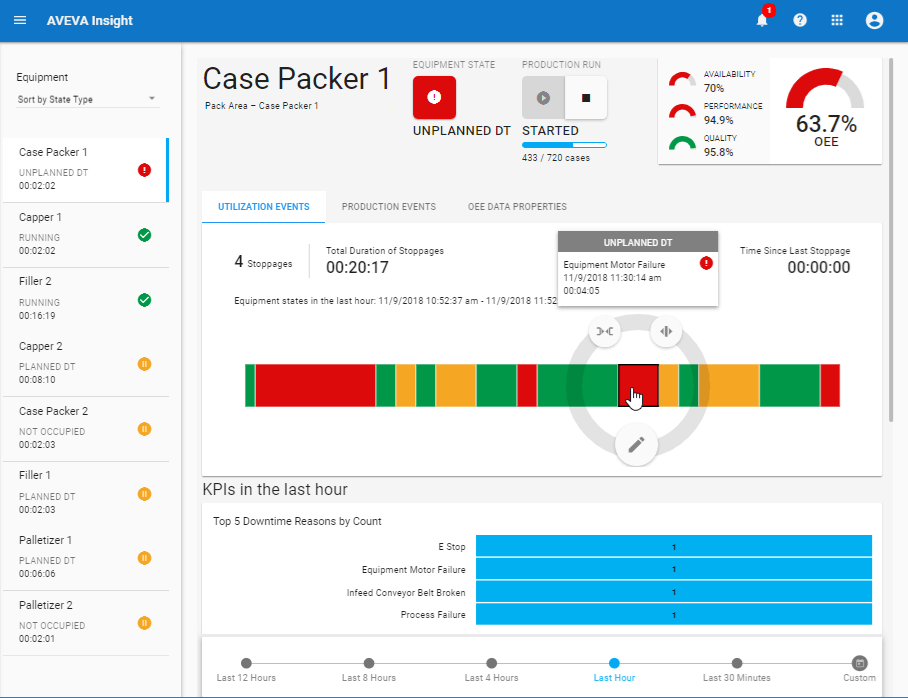 AVEVA Insight
1
Equipment
Sort by State Type
Case Packer 1
UNPLANNED DT
00:02:02
Capper 1
RUNNING
00:02:02
Filler 2
RUNNING
00:16:19
Capper 2
PLANNED DT
00:08:10
Case Packer 2
NOT OCCUPIED
00:02:03
Filler 1
PLANNED DT
00:02:03
Palletizer 1
PLANNED DT
00:06:06
Palletizer 2
NOT OCCUPIED
00:02:01
Case Packer 1
Pack Area – Case Packer 1
EQUIPMENT STATE
UNPLANNED DT
PRODUCTION RUN
STARTED
433 / 720 cases
AVAILABILITY
70%
PERFORMANCE
94.9%
QUALITY
95.8%
63.7%
OEE
UTILIZATION EVENTS
PRODUCTION EVENTS
OEE DATA PROPERTIES
4 Stoppages
Total Duration of Stoppages
00:20:17
UNPLANNED DT
Equipment Motor Failure
11/9/2018 11:30:14 am
00:04:05
Time Since Last Stoppage
00:00:00
Equipment states in the last hour: 11/9/2018 10:52:37 am - 11/9/2018 11:52
KPIs in the last hour
Top 5 Downtime Reasons by Count
E Stop 1
Equipment Motor Failure 1
Infeed Conveyor Belt Broken 1
Process Failure 1
Last 12 Hours
Last 8 Hours
Last 4 Hours
Last Hour
Last 30 Minutes
Custom